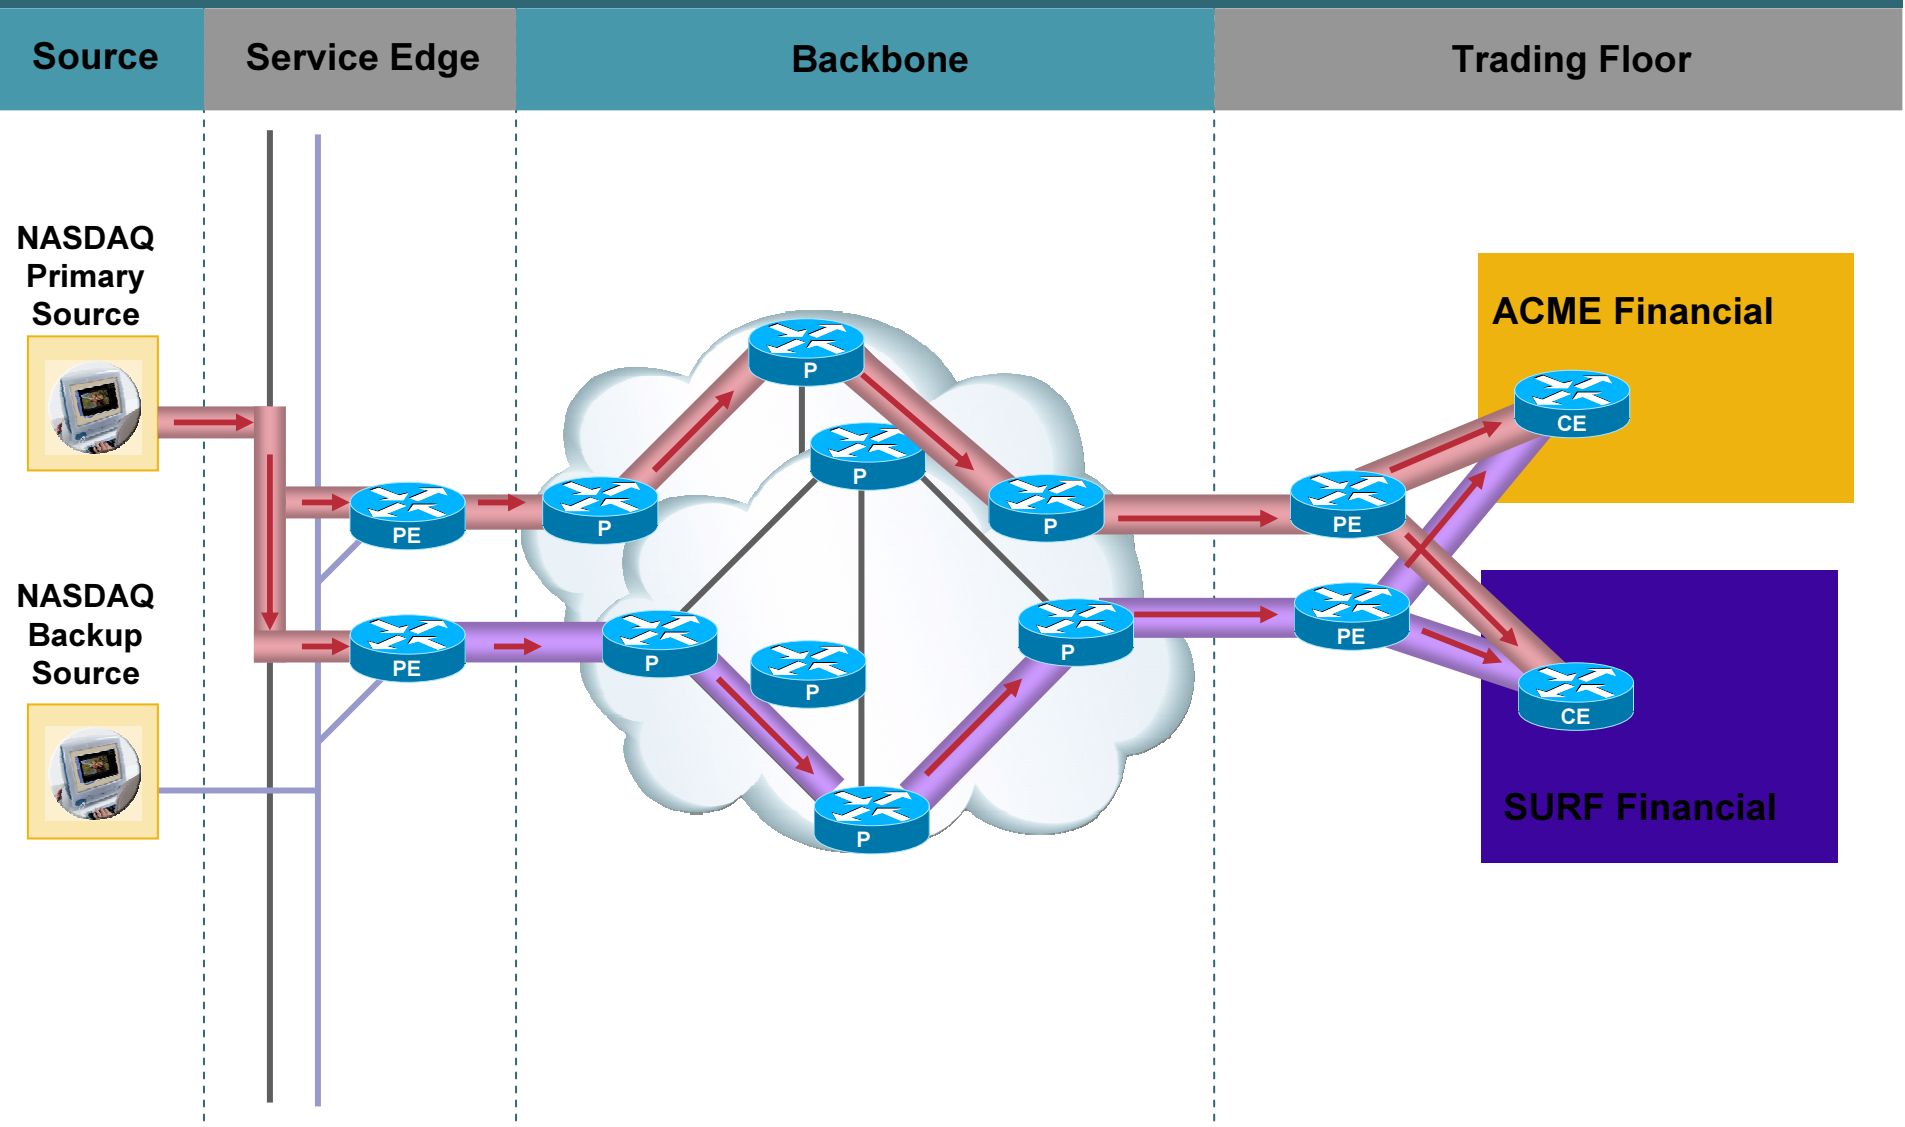 Source
Service Edge
Backbone
Trading Floor
NASDAQ
Primary
Source
ACME Financial
P
CE
P
P
P
PE
PE
PE
NASDAQ
Backup
Source
PE
P
P
P
PE
CE
P
SURF Financial